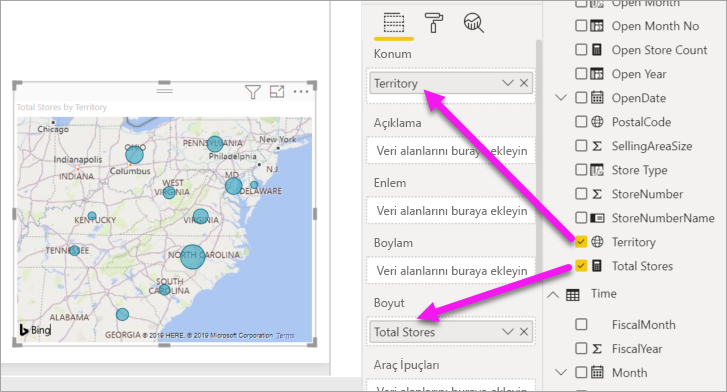 Total Stores by Territory
Chicago
Indianapolis
INDIANA
OHIO
Columbus
PENNSYLVANIA
Philadelphia
N.J.
MD
DELAWARE
WEST
VIRGINIA
VIRGINIA
KENTUCKY
TENNESSEE
NORTH CAROLINA
SOUTH
CAROLINA
GEORGIA
Bing
© 2019 HERE, © 2019 Microsoft Corporation Terms
Konum
Territory
Açıklama
Veri alanlarını buraya ekleyin
Enlem
Veri alanlarını buraya ekleyin
Boylam
Veri alanlarını buraya ekleyin
Boyut
Total Stores
Araç İpuçları
Veri alanlarını buraya ekleyin
Open Month
Open Month No
Open Store Count
Open Year
OpenDate
PostalCode
SellingAreaSize
Store Type
StoreNumber
StoreNumberName
Territory
Total Stores
Time
FiscalMonth
FiscalYear
Month